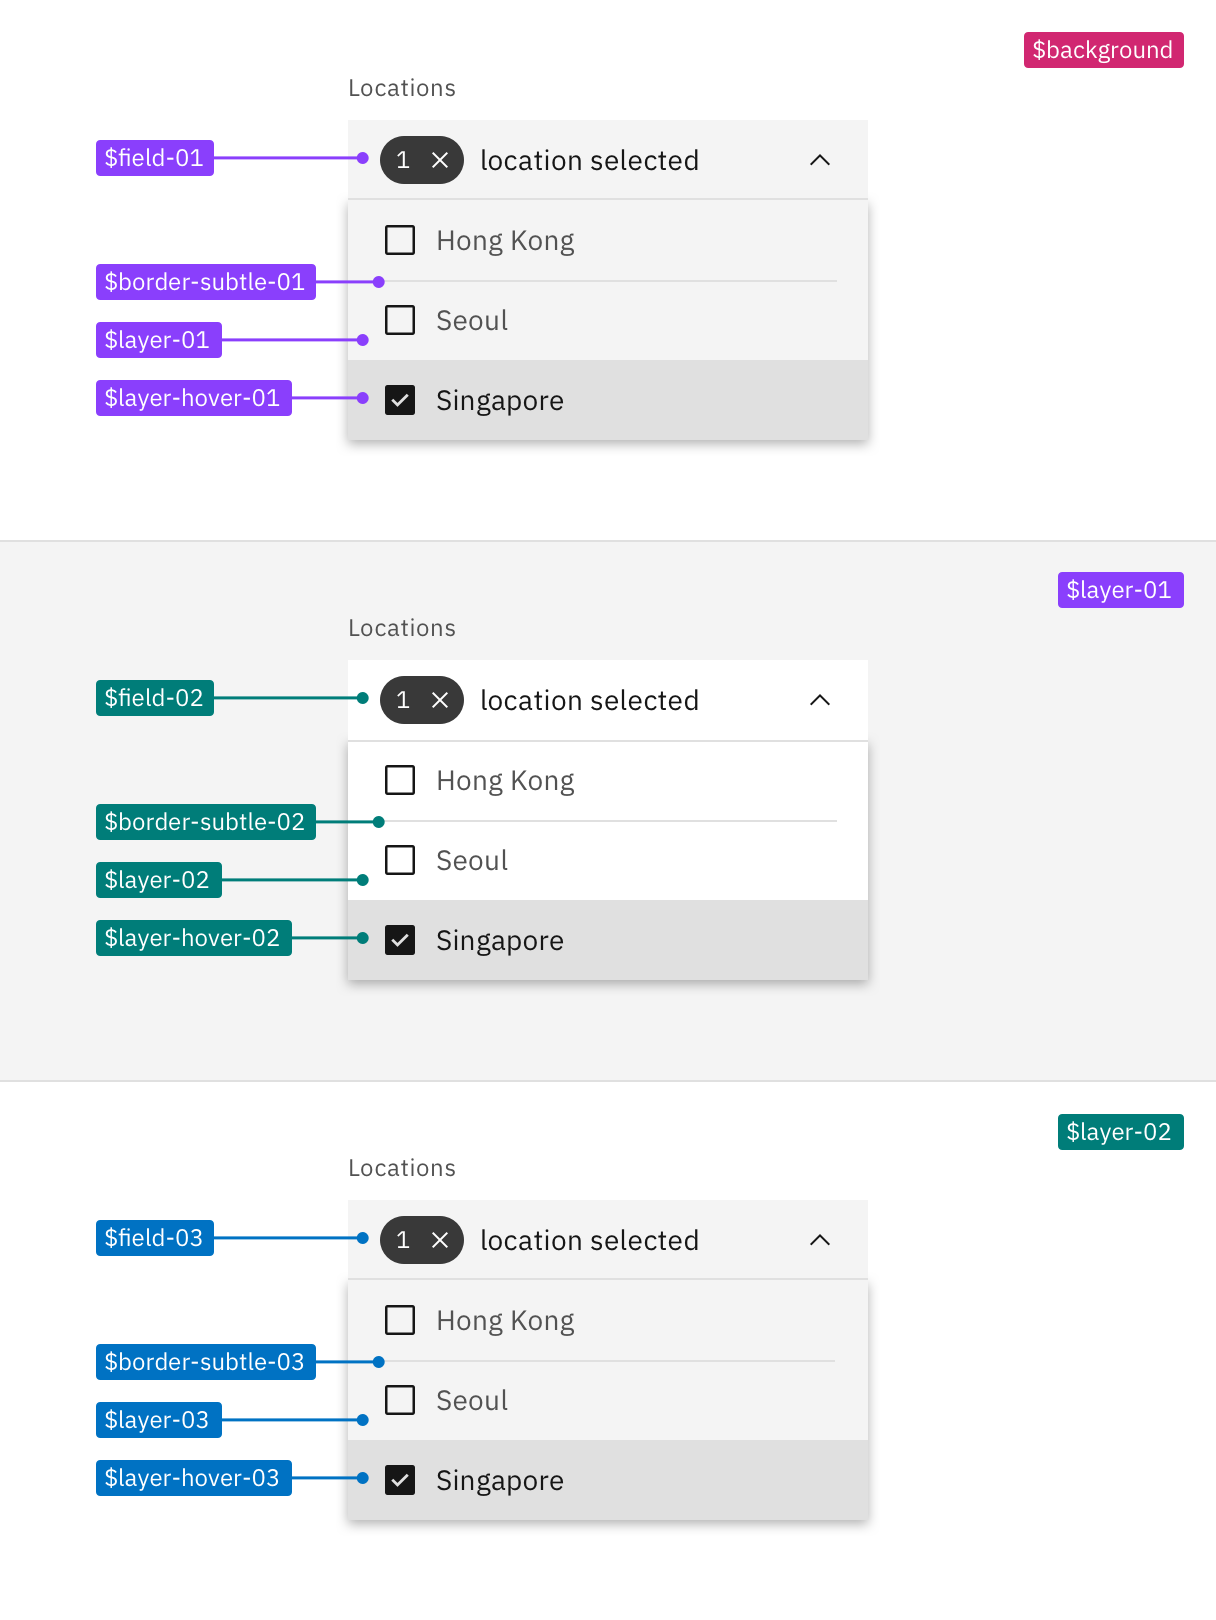 $background
Locations
$field-01
1 location selected
Hong Kong
$border-subtle-01
Seoul
$layer-01
$layer-hover-01
Singapore
$layer-01
Locations
$field-02
1 location selected
Hong Kong
$border-subtle-02
Seoul
$layer-02
$layer-hover-02
Singapore
$layer-02
Locations
$field-03
1 location selected
Hong Kong
$border-subtle-03
Seoul
$layer-03
$layer-hover-03
Singapore